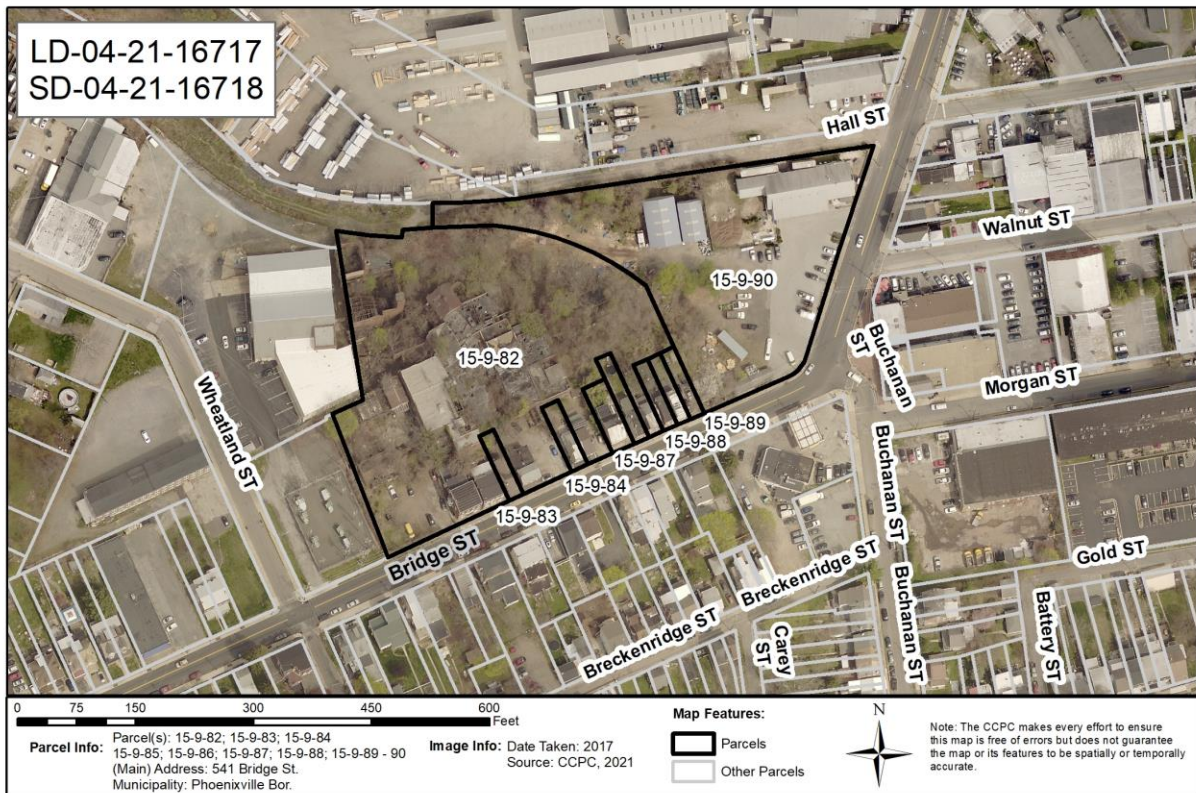 LD-04-21-16717
SD-04-21-16718
Hall ST
Walnut ST
15-9-90
Buchanan
ST
15-9-82
Morgan ST
Wheatland ST
15-9-89
15-9-88
15-9-87
Buchanan ST
15-9-84
15-9-83
Bridge ST
Gold ST
Breckenridge ST
Buchanan ST
Battery ST
Breckenridge ST
Carey
ST
0 75 150 300 450 600
Feet
Parcel Info: Parcel(s): 15-9-82; 15-9-83; 15-9-84
15-9-85; 15-9-86; 15-9-87; 15-9-88; 15-9-89 - 90
(Main) Address: 541 Bridge St.
Municipality: Phoenixville Bor.
Image Info: Date Taken: 2017
Source: CCPC, 2021
Map Features:
Parcels
Other Parcels
N
Note: The CCPC makes every effort to ensure
this map is free of errors but does not guarantee
the map or its features to be spatially or temporally
accurate.